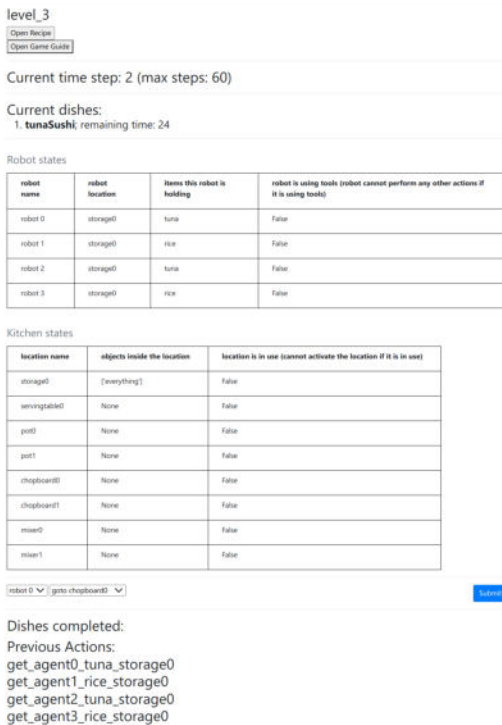 level_3
Open Recipe
Open Game Guide
Current time step: 2 (max steps: 60)
Current dishes:
1. tunaSushi; remaining time: 24
Robot states
robot name robot location items this robot is holding robot is using tools (robot cannot perform any other actions if it is using tools)
robot 0 storage0 tuna False
robot 1 storage0 rice False
robot 2 storage0 tuna False
robot 3 storage0 rice False
Kitchen states
location name objects inside the location location is in use (cannot activate the location if it is in use)
storage0 ['everything'] False
servingtable0 None False
pot0 None False
pot1 None False
chopboard0 None False
chopboard1 None False
mixer0 None False
mixer1 None False
robot 0 goto chopboard0 Submit
Dishes completed:
Previous Actions:
get_agent0_tuna_storage0
get_agent1_rice_storage0
get_agent2_tuna_storage0
get_agent3_rice_storage0